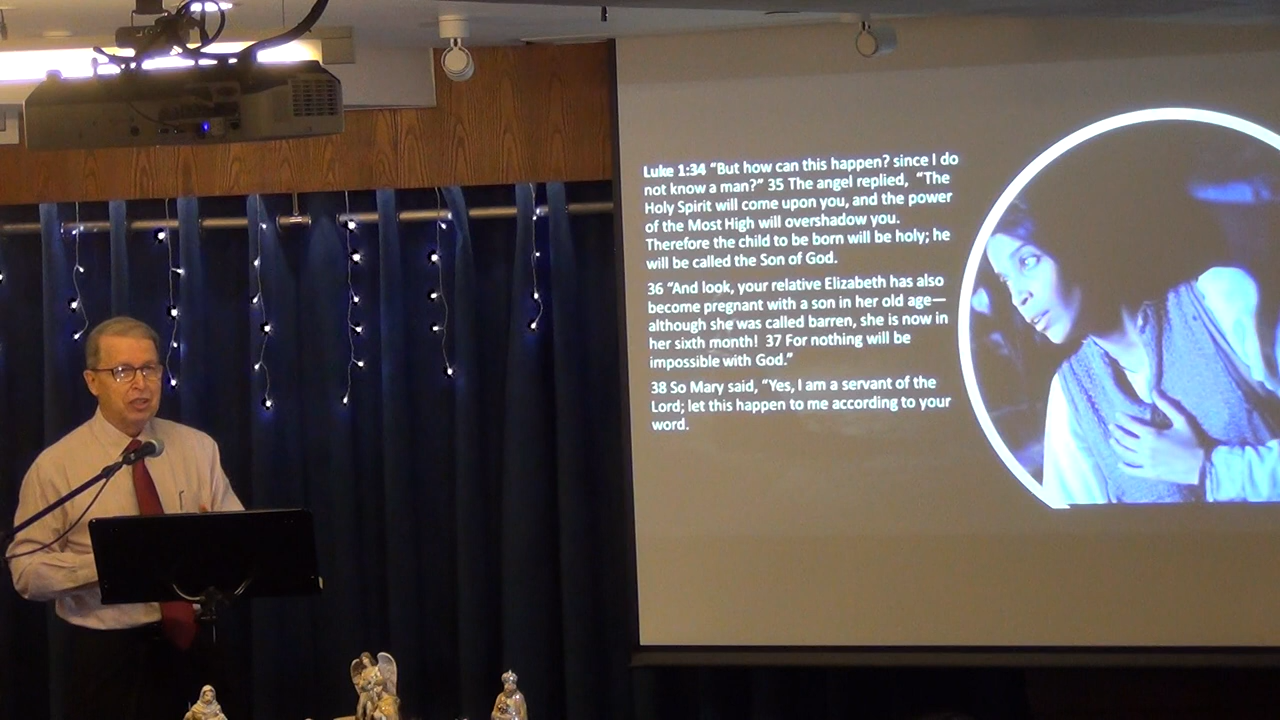 Luke 1:34 “But how can this happen? since I do
not know a man?” 35 The angel replied, “The
Holy Spirit will come upon you, and the power
of the Most High will overshadow you.
Therefore the child to be born will be holy; he
will be called the Son of God.
36 “And look, your relative Elizabeth has also
become pregnant with a son in her old age—
although she was called barren, she is now in
her sixth month! 37 For nothing will be
impossible with God.”
38 So Mary said, “Yes, I am a servant of the
Lord; let this happen to me according to your
word.